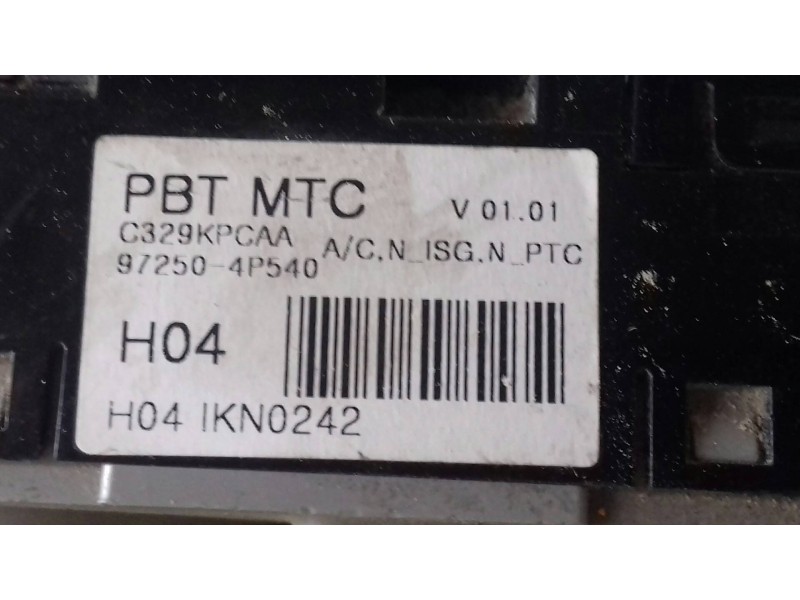 PBT MTC V 01.01
C329KPCAA A/C,N_ISG,N_PTC
97250-4P540
H04
H04 IKN0242